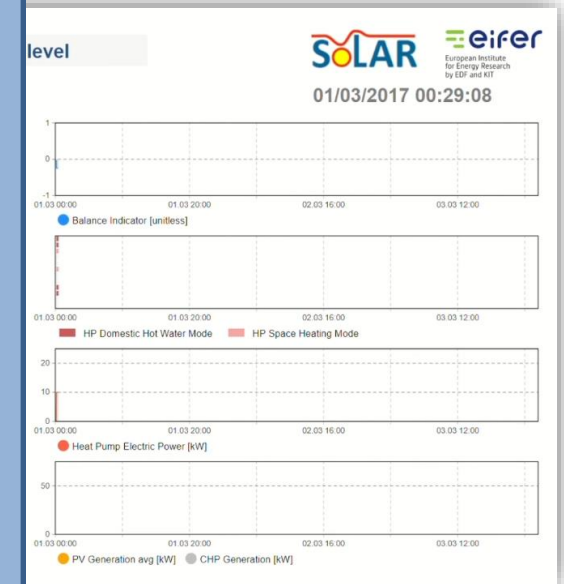 level
SOLAR
eifer
European Institute
for Energy Research
by EDF and KIT
01/03/2017 00:29:08
1
0
-1
01.03 00:00 01.03 20:00 02.03 16:00 03.03 12:00
Balance Indicator [unitless]
01.03 00:00 01.03 20:00 02.03 16:00 03.03 12:00
HP Domestic Hot Water Mode HP Space Heating Mode
20
10
0
01.03 00:00 01.03 20:00 02.03 16:00 03.03 12:00
Heat Pump Electric Power [kW]
50
0
01.03 00:00 01.03 20:00 02.03 16:00 03.03 12:00
PV Generation avg [kW] CHP Generation [kW]